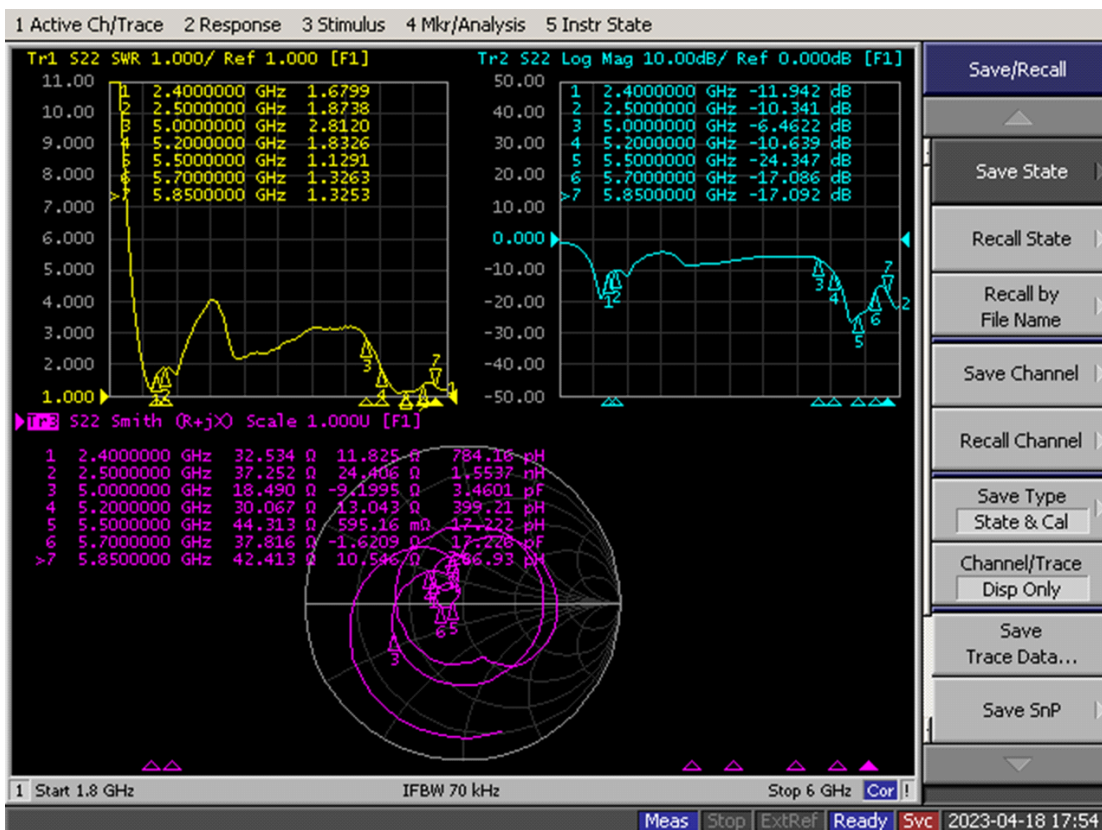 1 Active Ch/Trace 2 Response 3 Stimulus 4 Mkr/Analysis 5 Instr State
Tr1 S22 SWR 1.000/ Ref 1.000 [F1]
11.00
10.00
9.000
8.000
7.000
6.000
5.000
4.000
3.000
2.000
1.000
1 2.4000000 GHz 1.6799
2 2.5000000 GHz 1.8738
3 5.0000000 GHz 2.8120
4 5.2000000 GHz 1.8326
5 5.5000000 GHz 1.1291
6 5.7000000 GHz 1.3263
>7 5.8500000 GHz 1.3253
3
4
7
Tr2 S22 Log Mag 10.00dB/ Ref 0.000dB [F1]
50.00
40.00
30.00
20.00
10.00
0.000
-10.00
-20.00
-30.00
-40.00
-50.00
1 2.4000000 GHz -11.942 dB
2 2.5000000 GHz -10.341 dB
3 5.0000000 GHz -6.4622 dB
4 5.2000000 GHz -10.639 dB
5 5.5000000 GHz -24.347 dB
6 5.7000000 GHz -17.086 dB
>7 5.8500000 GHz -17.092 dB
1
2
3
4
5
6
7
2
Tr3 S22 Smith (R+jX) Scale 1.000U [F1]
1 2.4000000 GHz 32.534 Ω 11.825 Ω 784.16 pH
2 2.5000000 GHz 37.252 Ω 24.406 Ω 1.5537 nH
3 5.0000000 GHz 18.490 Ω -9.1995 Ω 3.4601 pF
4 5.2000000 GHz 30.067 Ω 13.043 Ω 399.21 pH
5 5.5000000 GHz 44.313 Ω 595.16 mΩ 17.222 pH
6 5.7000000 GHz 37.816 Ω -1.6209 Ω 17.226 pF
>7 5.8500000 GHz 42.413 Ω 10.546 Ω pH
3
6
5
1 Start 1.8 GHz IFBW 70 kHz Stop 6 GHz Cor !
Meas Stop ExtRef Ready Svc 2023-04-18 17:54
Save/Recall
Save State
Recall State
Recall by
File Name
Save Channel
Recall Channel
Save Type
State & Cal
Channel/Trace
Disp Only
Save
Trace Data...
Save SnP